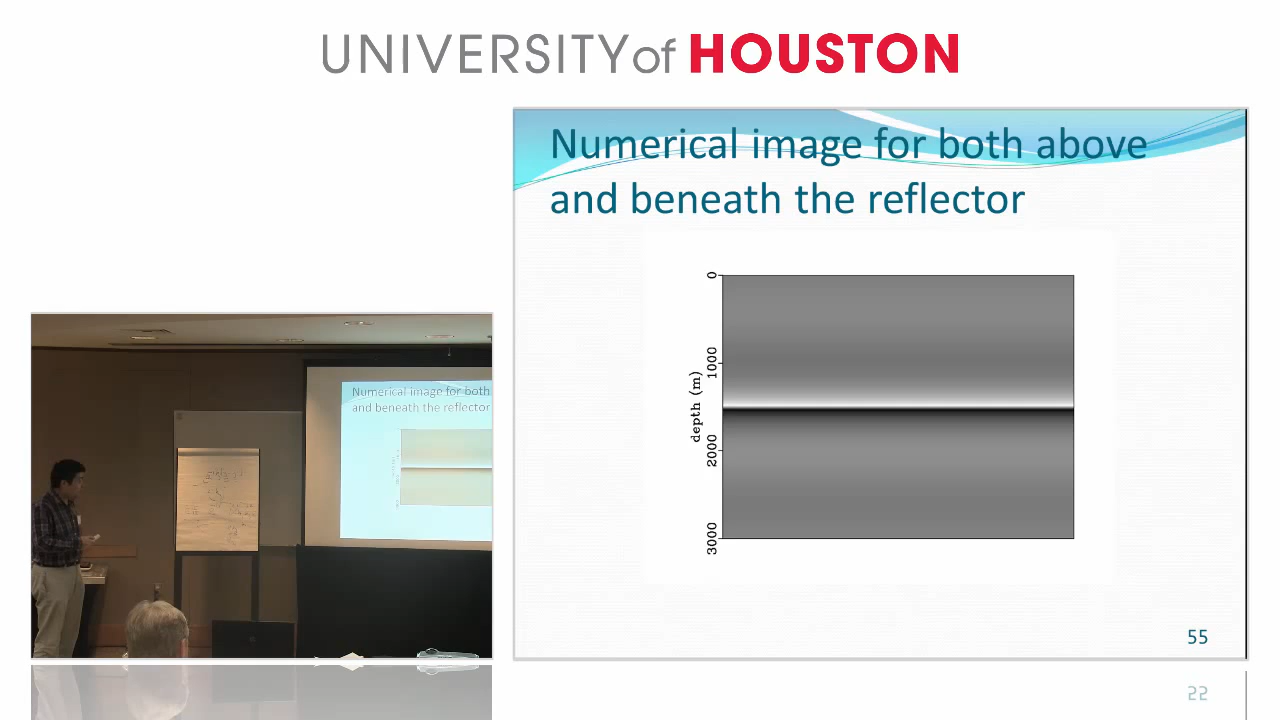 UNIVERSITY of HOUSTON
Numerical image for both above
and beneath the reflector
0
1000
2000
3000
depth (m)
55
Numerical image for both
and beneath the reflector